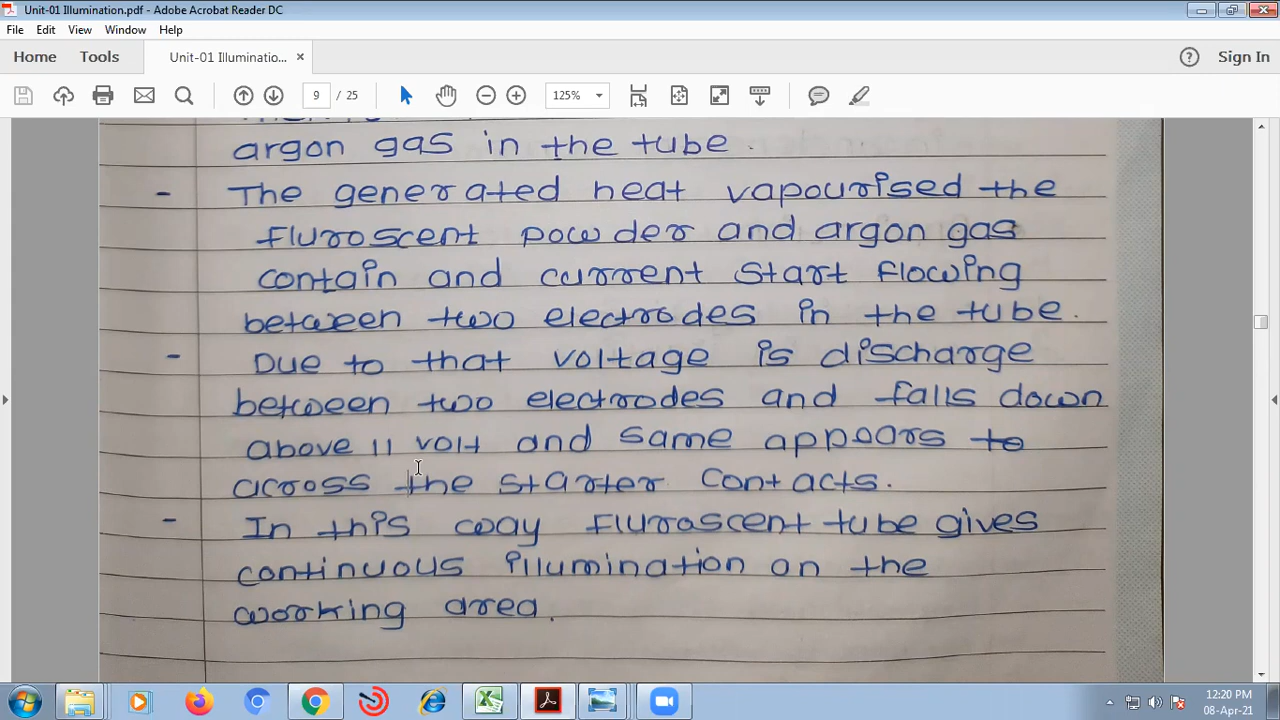 Unit-01 Illumination.pdf - Adobe Acrobat Reader DC
File Edit View Window Help
Home Tools Unit-01 Illuminatio... × Sign In
9 / 25 125%
argon gas in the tube.
- The generated heat vapourised the
fluroscent powder and argon gas
contain and current start flowing
between two electrodes in the tube.
- Due to that voltage is discharge
between two electrodes and falls down
above 11 volt and same appears to
across the starter contacts.
- In this way fluroscent tube gives
continuous illumination on the
working area.
12:20 PM
08-Apr-21